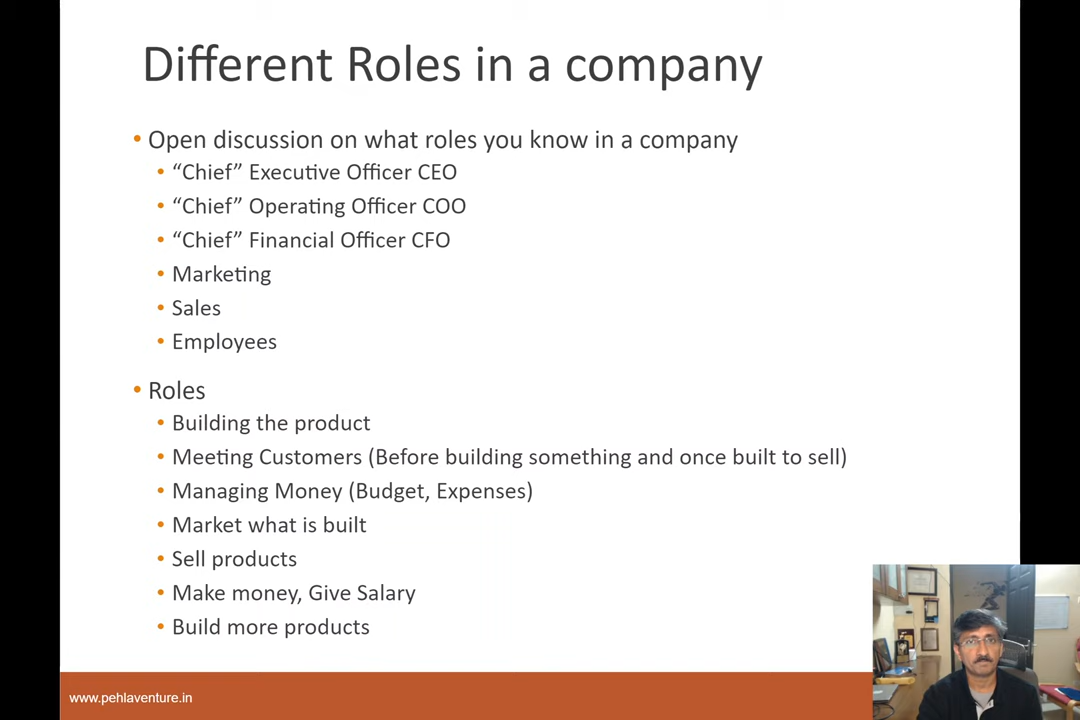 Different Roles in a company
• Open discussion on what roles you know in a company
• “Chief” Executive Officer CEO
• “Chief” Operating Officer COO
• “Chief” Financial Officer CFO
• Marketing
• Sales
• Employees
• Roles
• Building the product
• Meeting Customers (Before building something and once built to sell)
• Managing Money (Budget, Expenses)
• Market what is built
• Sell products
• Make money, Give Salary
• Build more products
www.pehlaventure.in